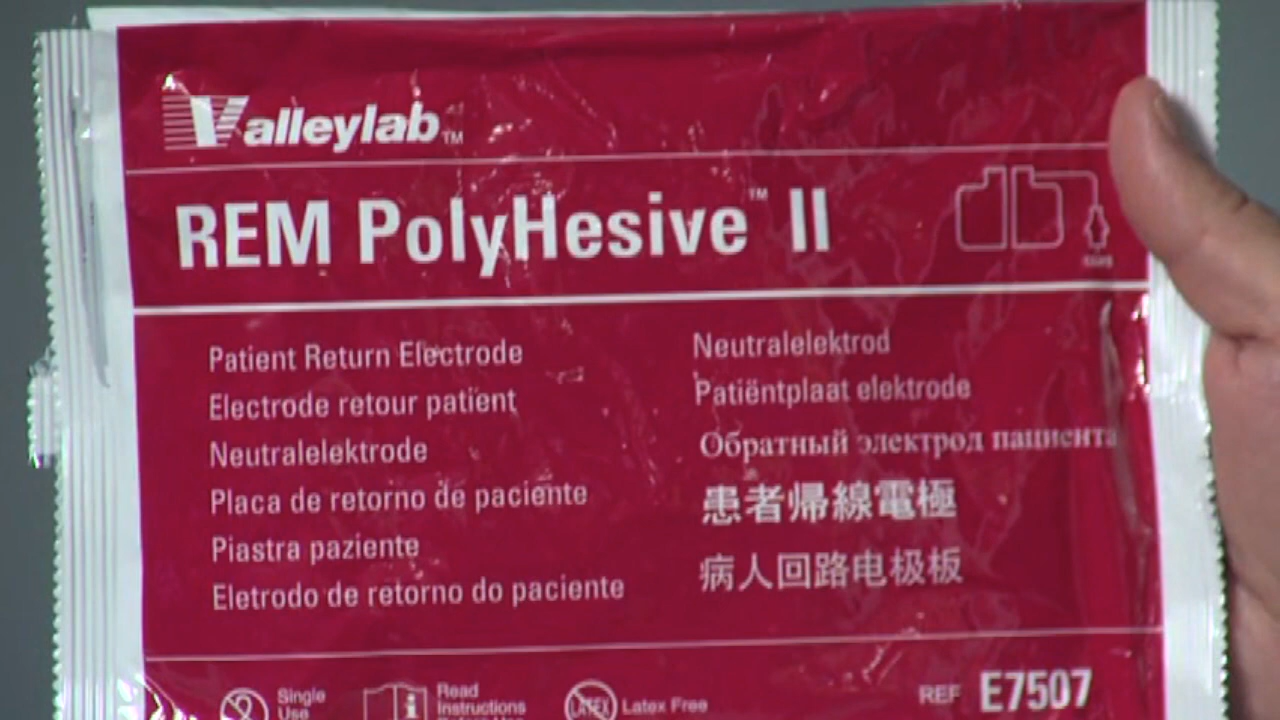 Valleylab™
REM PolyHesive™ II
Patient Return Electrode
Electrode retour patient
Neutralelektrode
Placa de retorno de paciente
Piastra paziente
Eletrodo de retorno do paciente
Neutralelektrod
Patiëntplaat elektrode
Обратный электрод пациента
患者帰線電極
病人回路电极板
Single
Use
Read
Instructions
LATEX
Latex Free
REF E7507